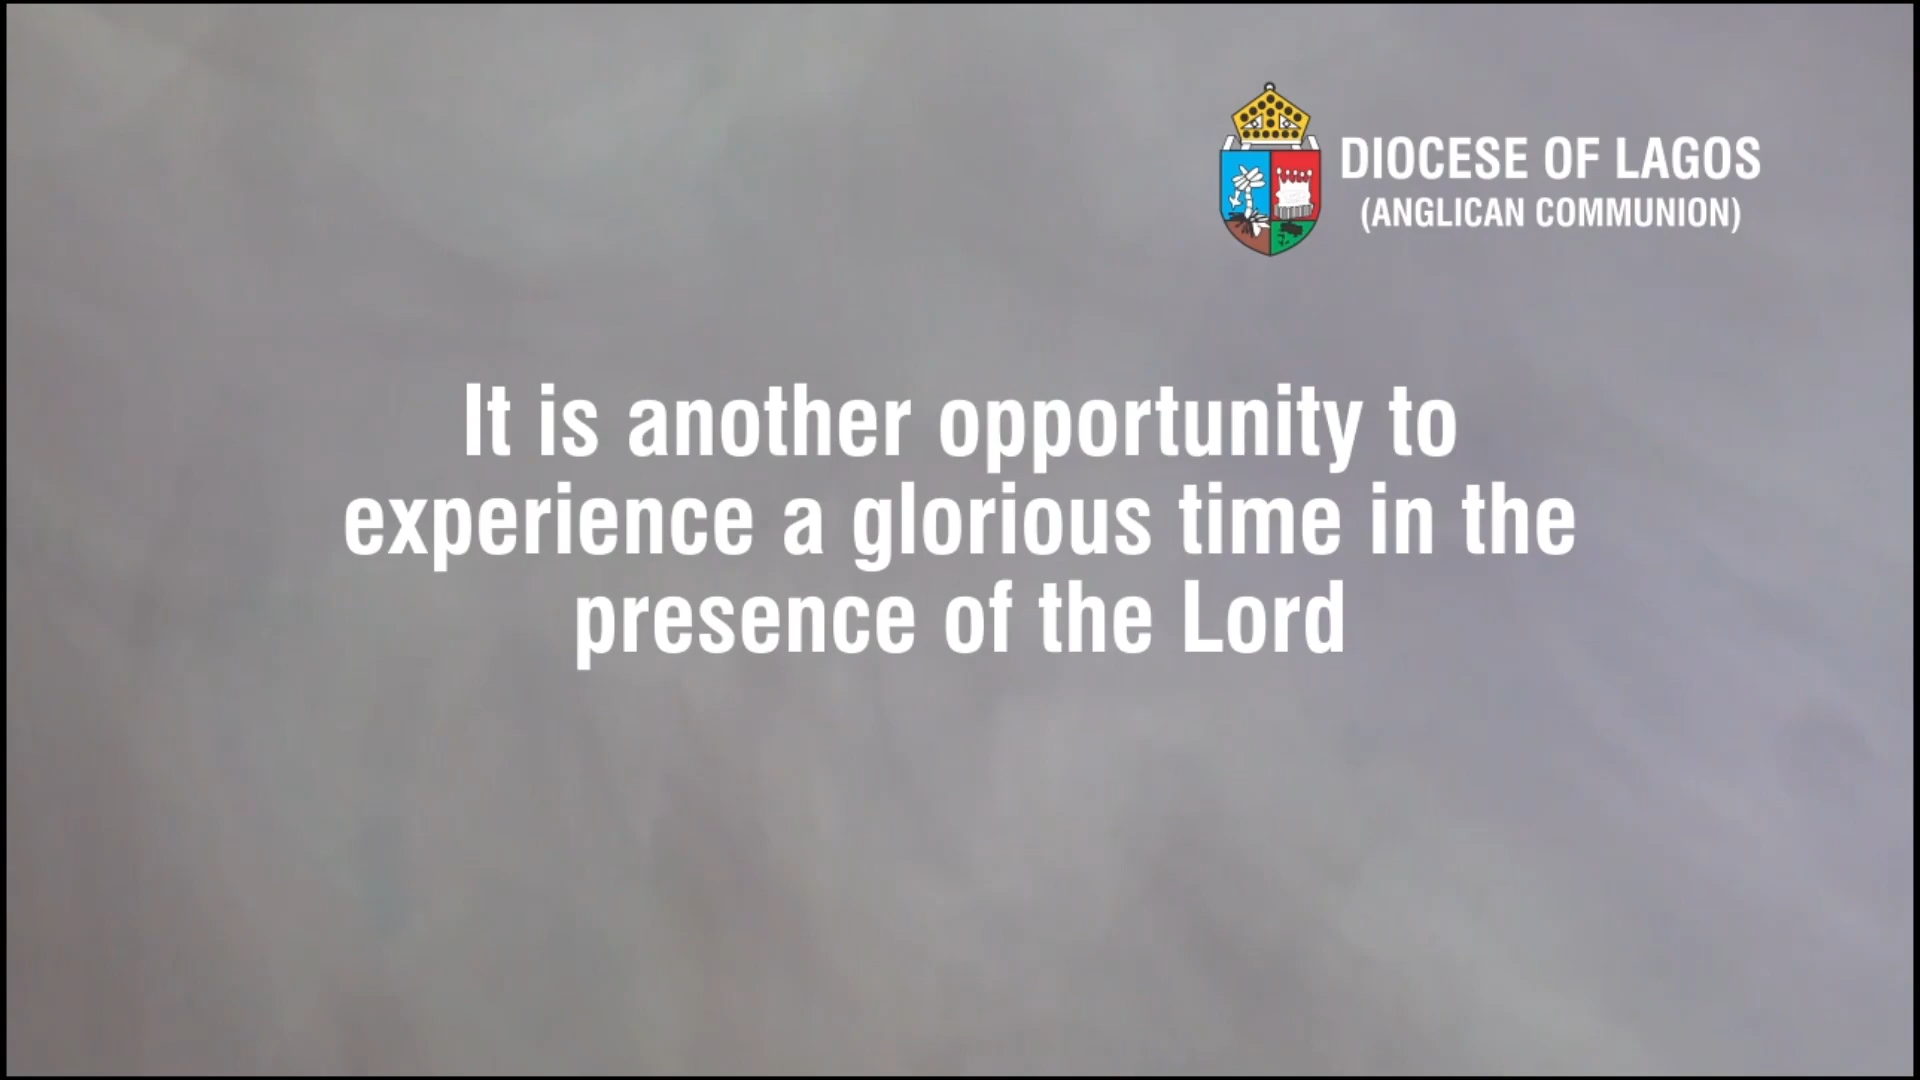 DIOCESE OF LAGOS
(ANGLICAN COMMUNION)
It is another opportunity to
experience a glorious time in the
presence of the Lord